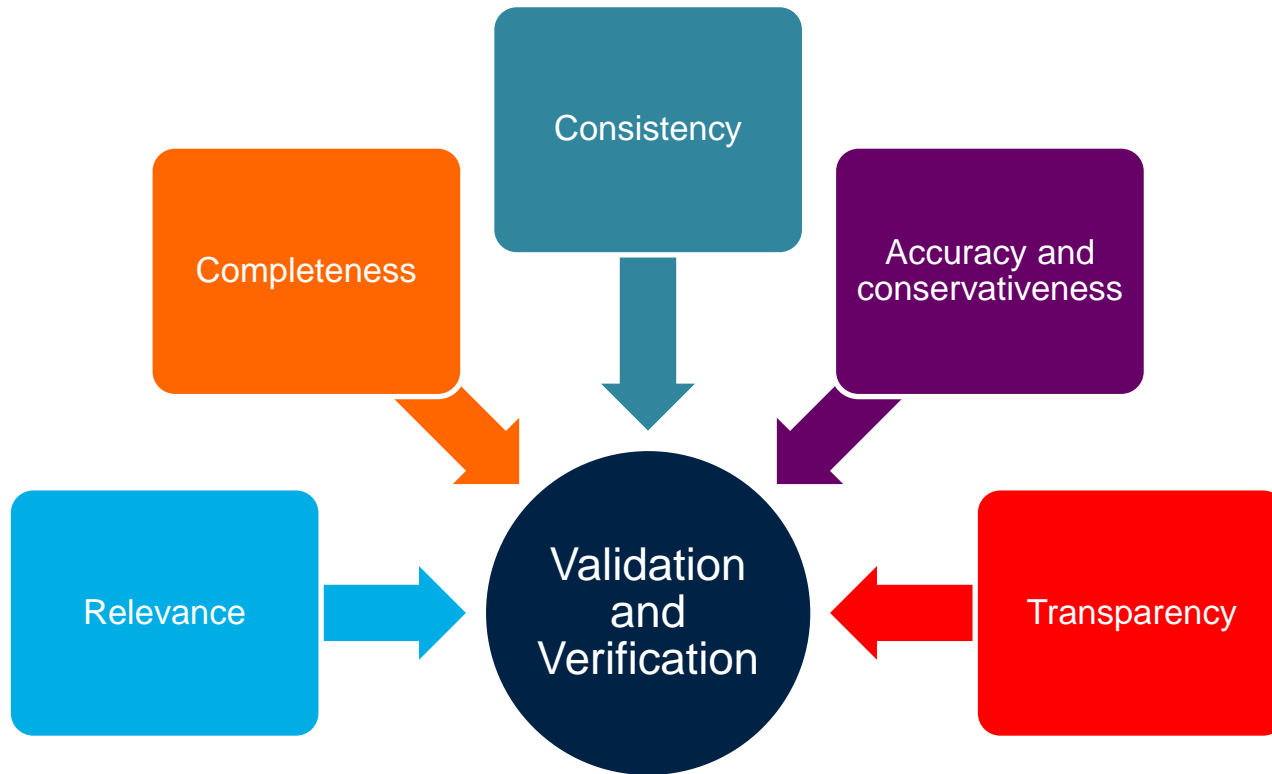 Consistency
Completeness
Accuracy and
conservativeness
Relevance
Validation
and
Verification
Transparency